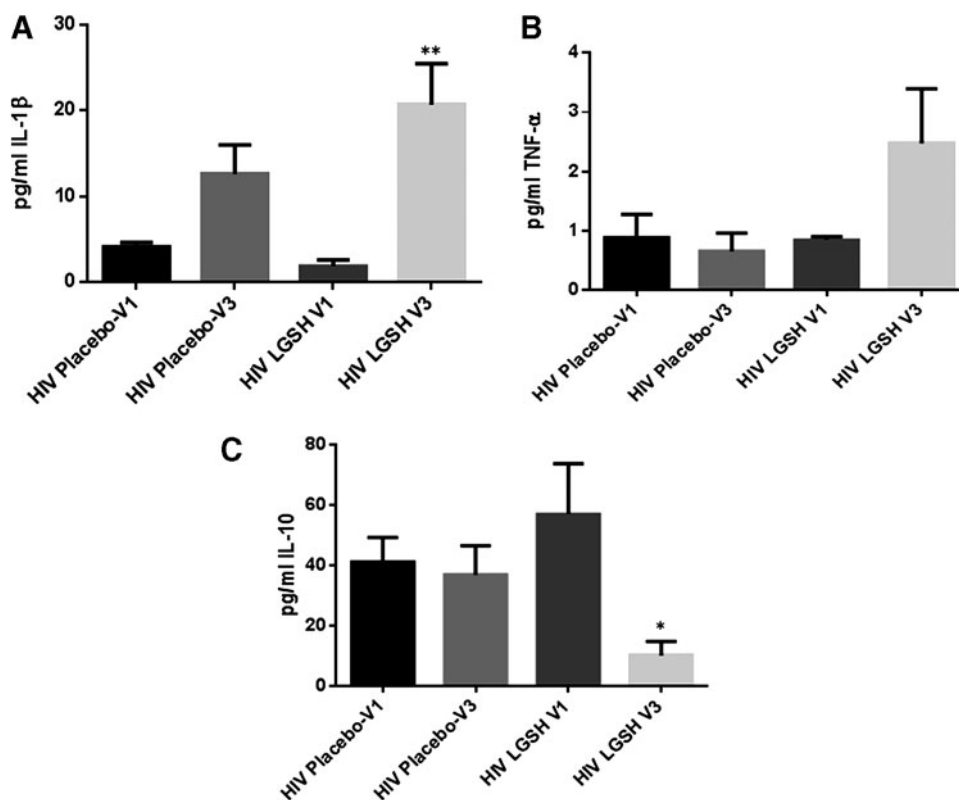 A
pg/ml IL-1β
30
20
10
0
**
HIV Placebo-V1
HIV Placebo-V3
HIV LGSH V1
HIV LGSH V3
B
pg/ml TNF-α
4
3
2
1
0
HIV Placebo-V1
HIV Placebo-V3
HIV LGSH V1
HIV LGSH V3
C
pg/ml IL-10
80
60
40
20
0
*
HIV Placebo-V1
HIV Placebo-V3
HIV LGSH V1
HIV LGSH V3